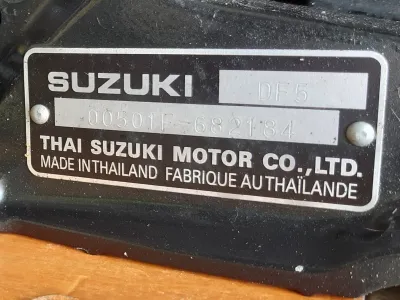 SUZUKI DF5
00501F-682184
THAI SUZUKI MOTOR CO.,LTD.
MADE IN THAILAND FABRIQUE AU THAÏLANDE